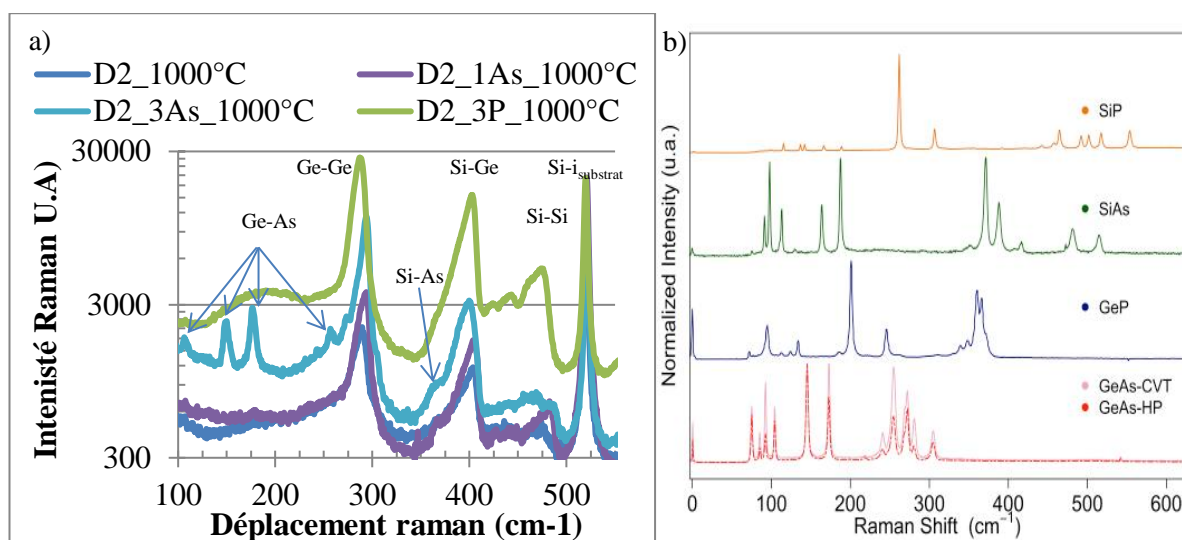 a)
D2_1000°C
D2_1As_1000°C
D2_3As_1000°C
D2_3P_1000°C
30000
3000
300
Intenisté Raman U.A
Ge-Ge
Si-Ge
Si-i substrat
Si-Si
Ge-As
Si-As
100
200
300
400
500
Déplacement raman (cm-1)
b)
Normalized Intensity (u.a.)
SiP
SiAs
GeP
GeAs-CVT
GeAs-HP
0
100
200
300
400
500
600
Raman Shift (cm⁻¹)